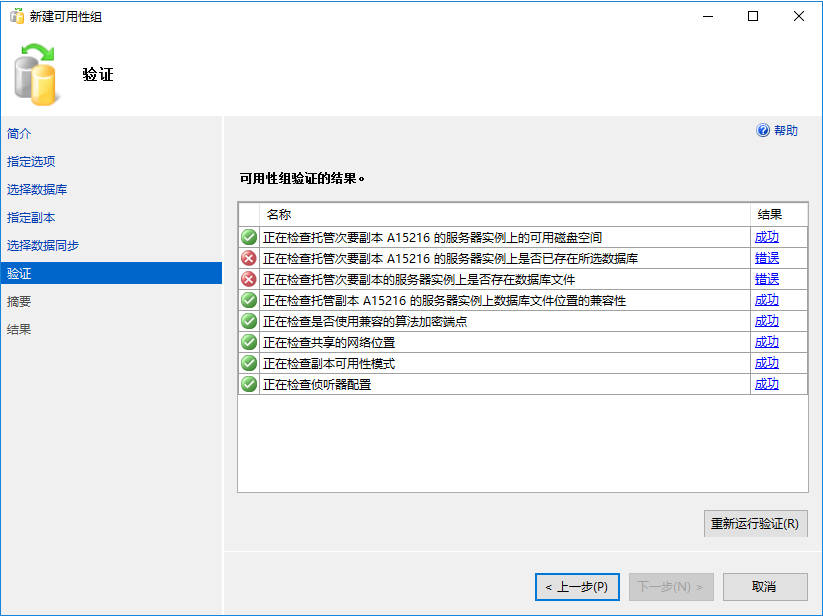 新建可用性组
验证
简介
指定选项
选择数据库
指定副本
选择数据同步
验证
摘要
结果
帮助
可用性组验证的结果。
名称 结果
正在检查托管次要副本 A15216 的服务器实例上的可用磁盘空间 成功
正在检查托管次要副本 A15216 的服务器实例上是否已存在所选数据库 错误
正在检查托管次要副本的服务器实例上是否存在数据库文件 错误
正在检查托管副本 A15216 的服务器实例上数据库文件位置的兼容性 成功
正在检查是否使用兼容的算法加密端点 成功
正在检查共享的网络位置 成功
正在检查副本可用性模式 成功
正在检查侦听器配置 成功
重新运行验证(R)
< 上一步(P) 下一步(N) > 取消